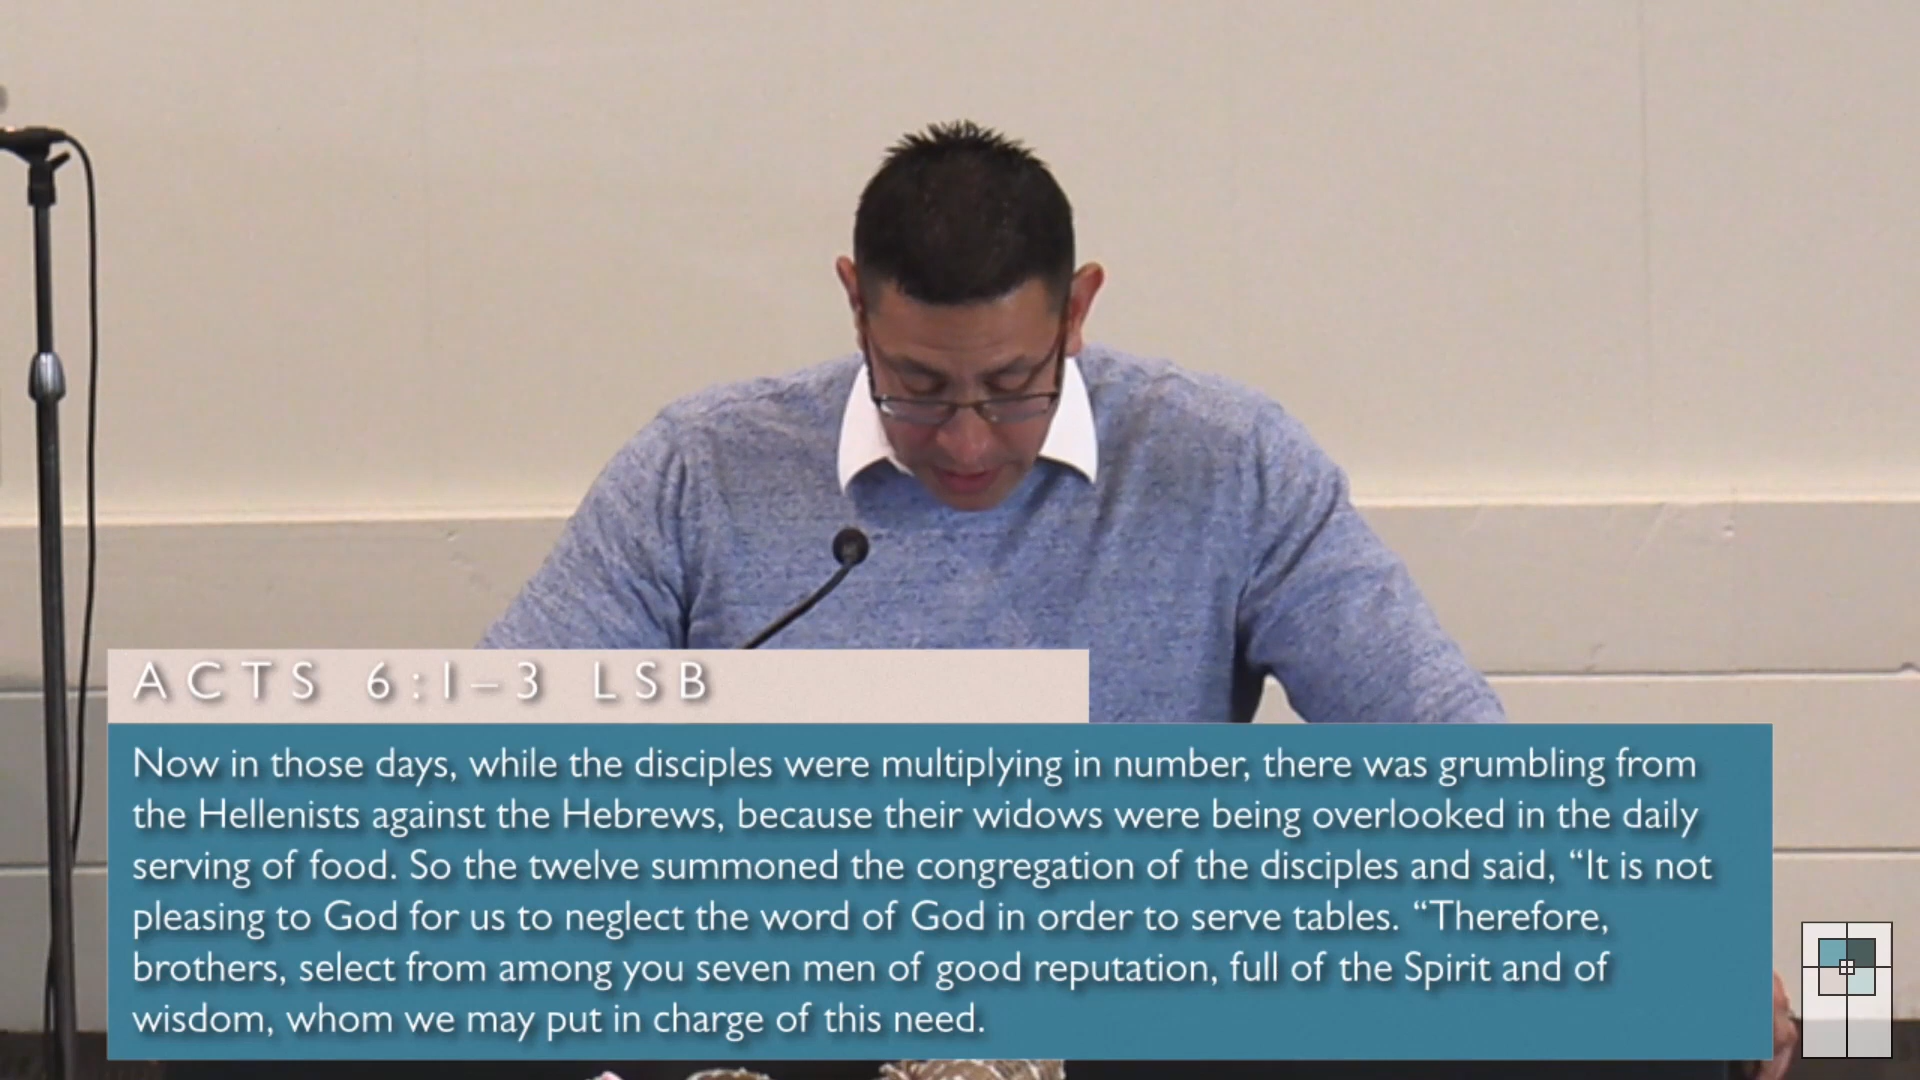 ACTS 6:1–3 LSB
Now in those days, while the disciples were multiplying in number, there was grumbling from
the Hellenists against the Hebrews, because their widows were being overlooked in the daily
serving of food. So the twelve summoned the congregation of the disciples and said, “It is not
pleasing to God for us to neglect the word of God in order to serve tables. “Therefore,
brothers, select from among you seven men of good reputation, full of the Spirit and of
wisdom, whom we may put in charge of this need.